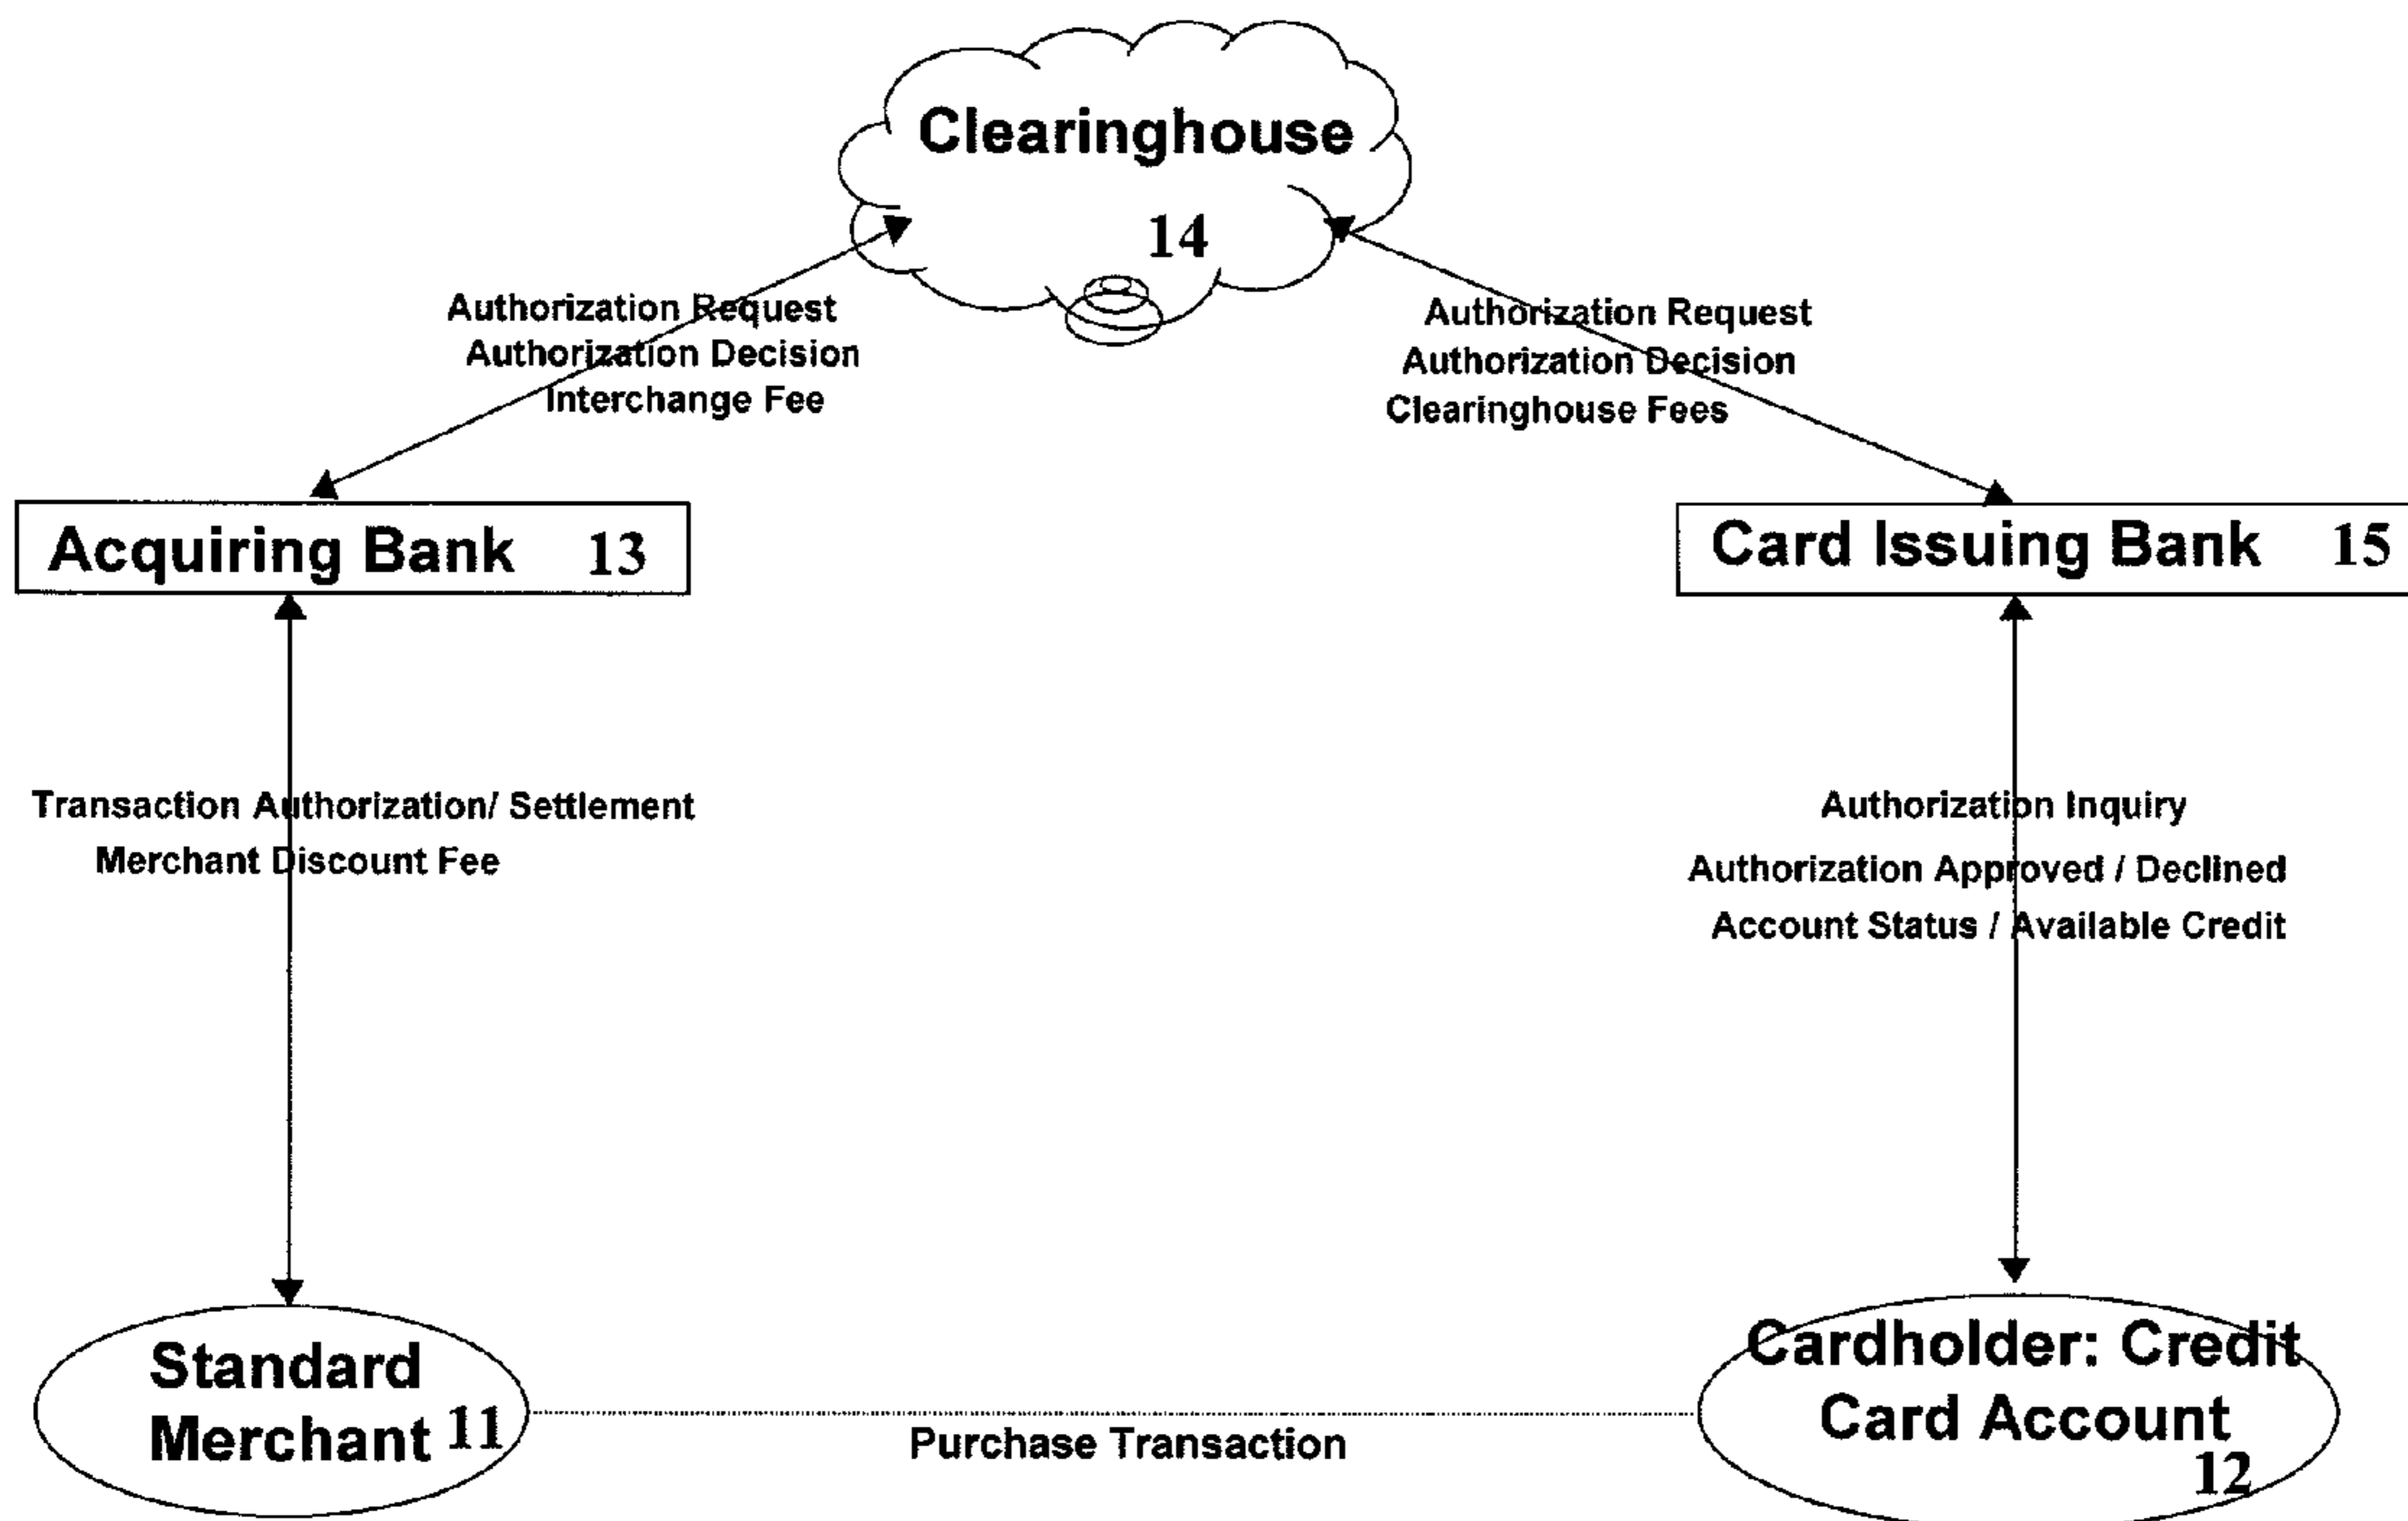 Clearinghouse
14
Authorization Request
Authorization Decision
Interchange Fee
Authorization Request
Authorization Decision
Clearinghouse Fees
Acquiring Bank 13
Card Issuing Bank 15
Transaction Authorization/ Settlement
Merchant Discount Fee
Authorization Inquiry
Authorization Approved / Declined
Account Status / Available Credit
Standard
Merchant 11
Purchase Transaction
Cardholder: Credit
Card Account
12